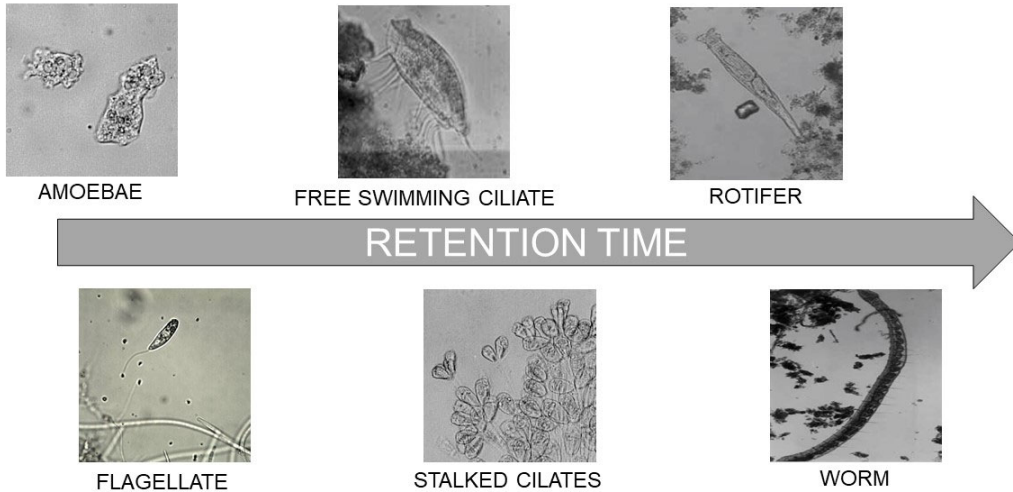 AMOEBAE
FREE SWIMMING CILIATE
ROTIFER
RETENTION TIME
FLAGELLATE
STALKED CILATES
WORM